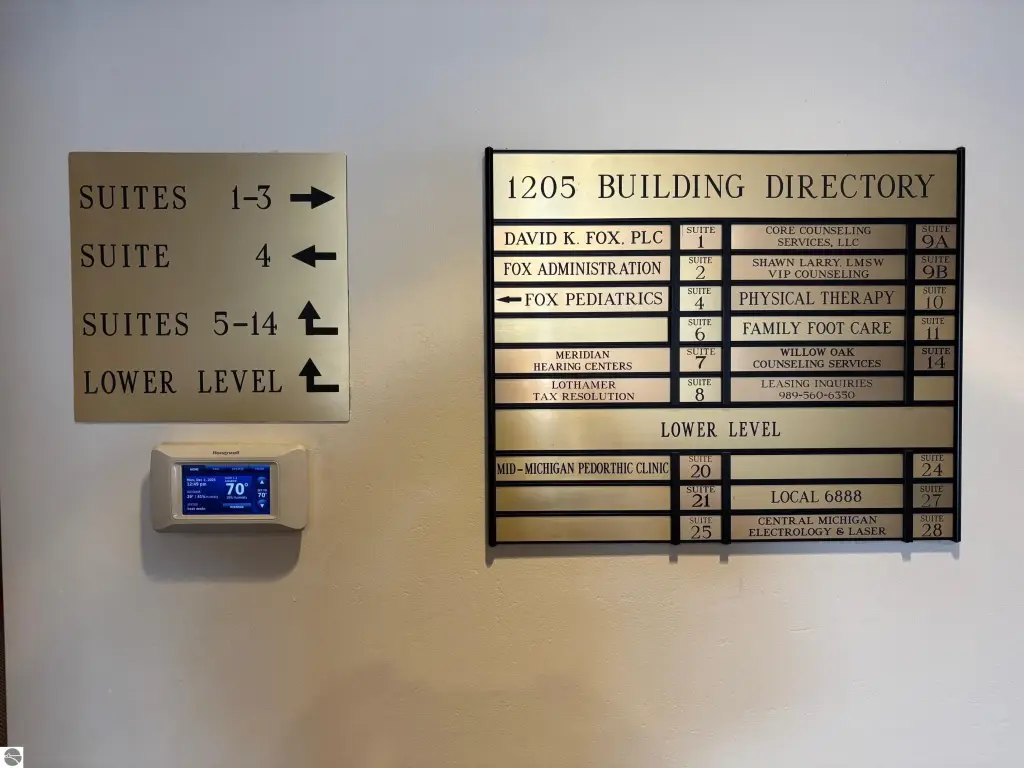 SUITES 1-3 →
SUITE 4 ←
SUITES 5-14 ↰
LOWER LEVEL ↰
Honeywell
12:49 pm
70°
70°
1205 BUILDING DIRECTORY
DAVID K. FOX. PLC SUITE 1
FOX ADMINISTRATION SUITE 2
← FOX PEDIATRICS SUITE 4
SUITE 6
MERIDIAN
HEARING CENTERS SUITE 7
LOTHAMER
TAX RESOLUTION SUITE 8
CORE COUNSELING
SERVICES, LLC SUITE 9A
SHAWN LARRY, LMSW
VIP COUNSELING SUITE 9B
PHYSICAL THERAPY SUITE 10
FAMILY FOOT CARE SUITE 11
WILLOW OAK
COUNSELING SERVICES SUITE 14
LEASING INQUIRIES
989-560-6350
LOWER LEVEL
MID-MICHIGAN PEDORTHIC CLINIC SUITE 20
SUITE 21
SUITE 25
SUITE 24
LOCAL 6888 SUITE 27
CENTRAL MICHIGAN
ELECTROLOGY & LASER SUITE 28